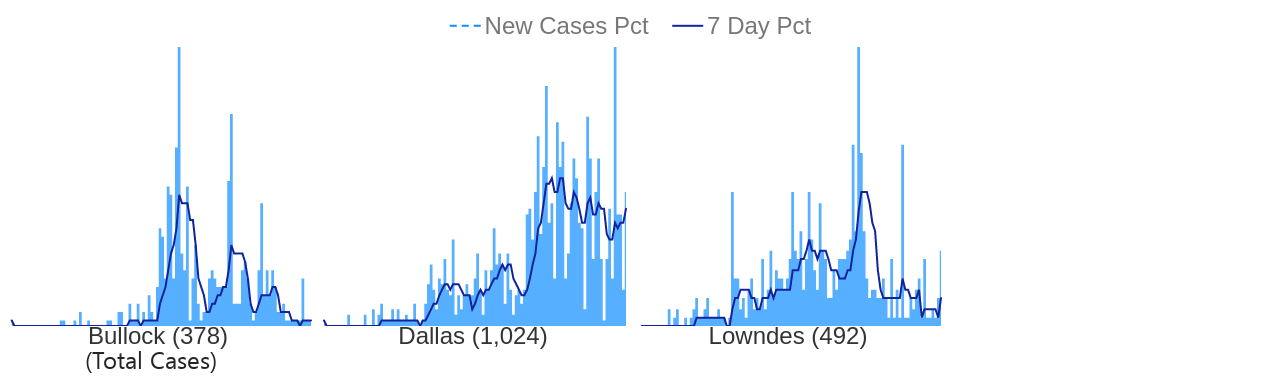 New Cases Pct 7 Day Pct
Bullock (378) Dallas (1,024) Lowndes (492)
(Total Cases)